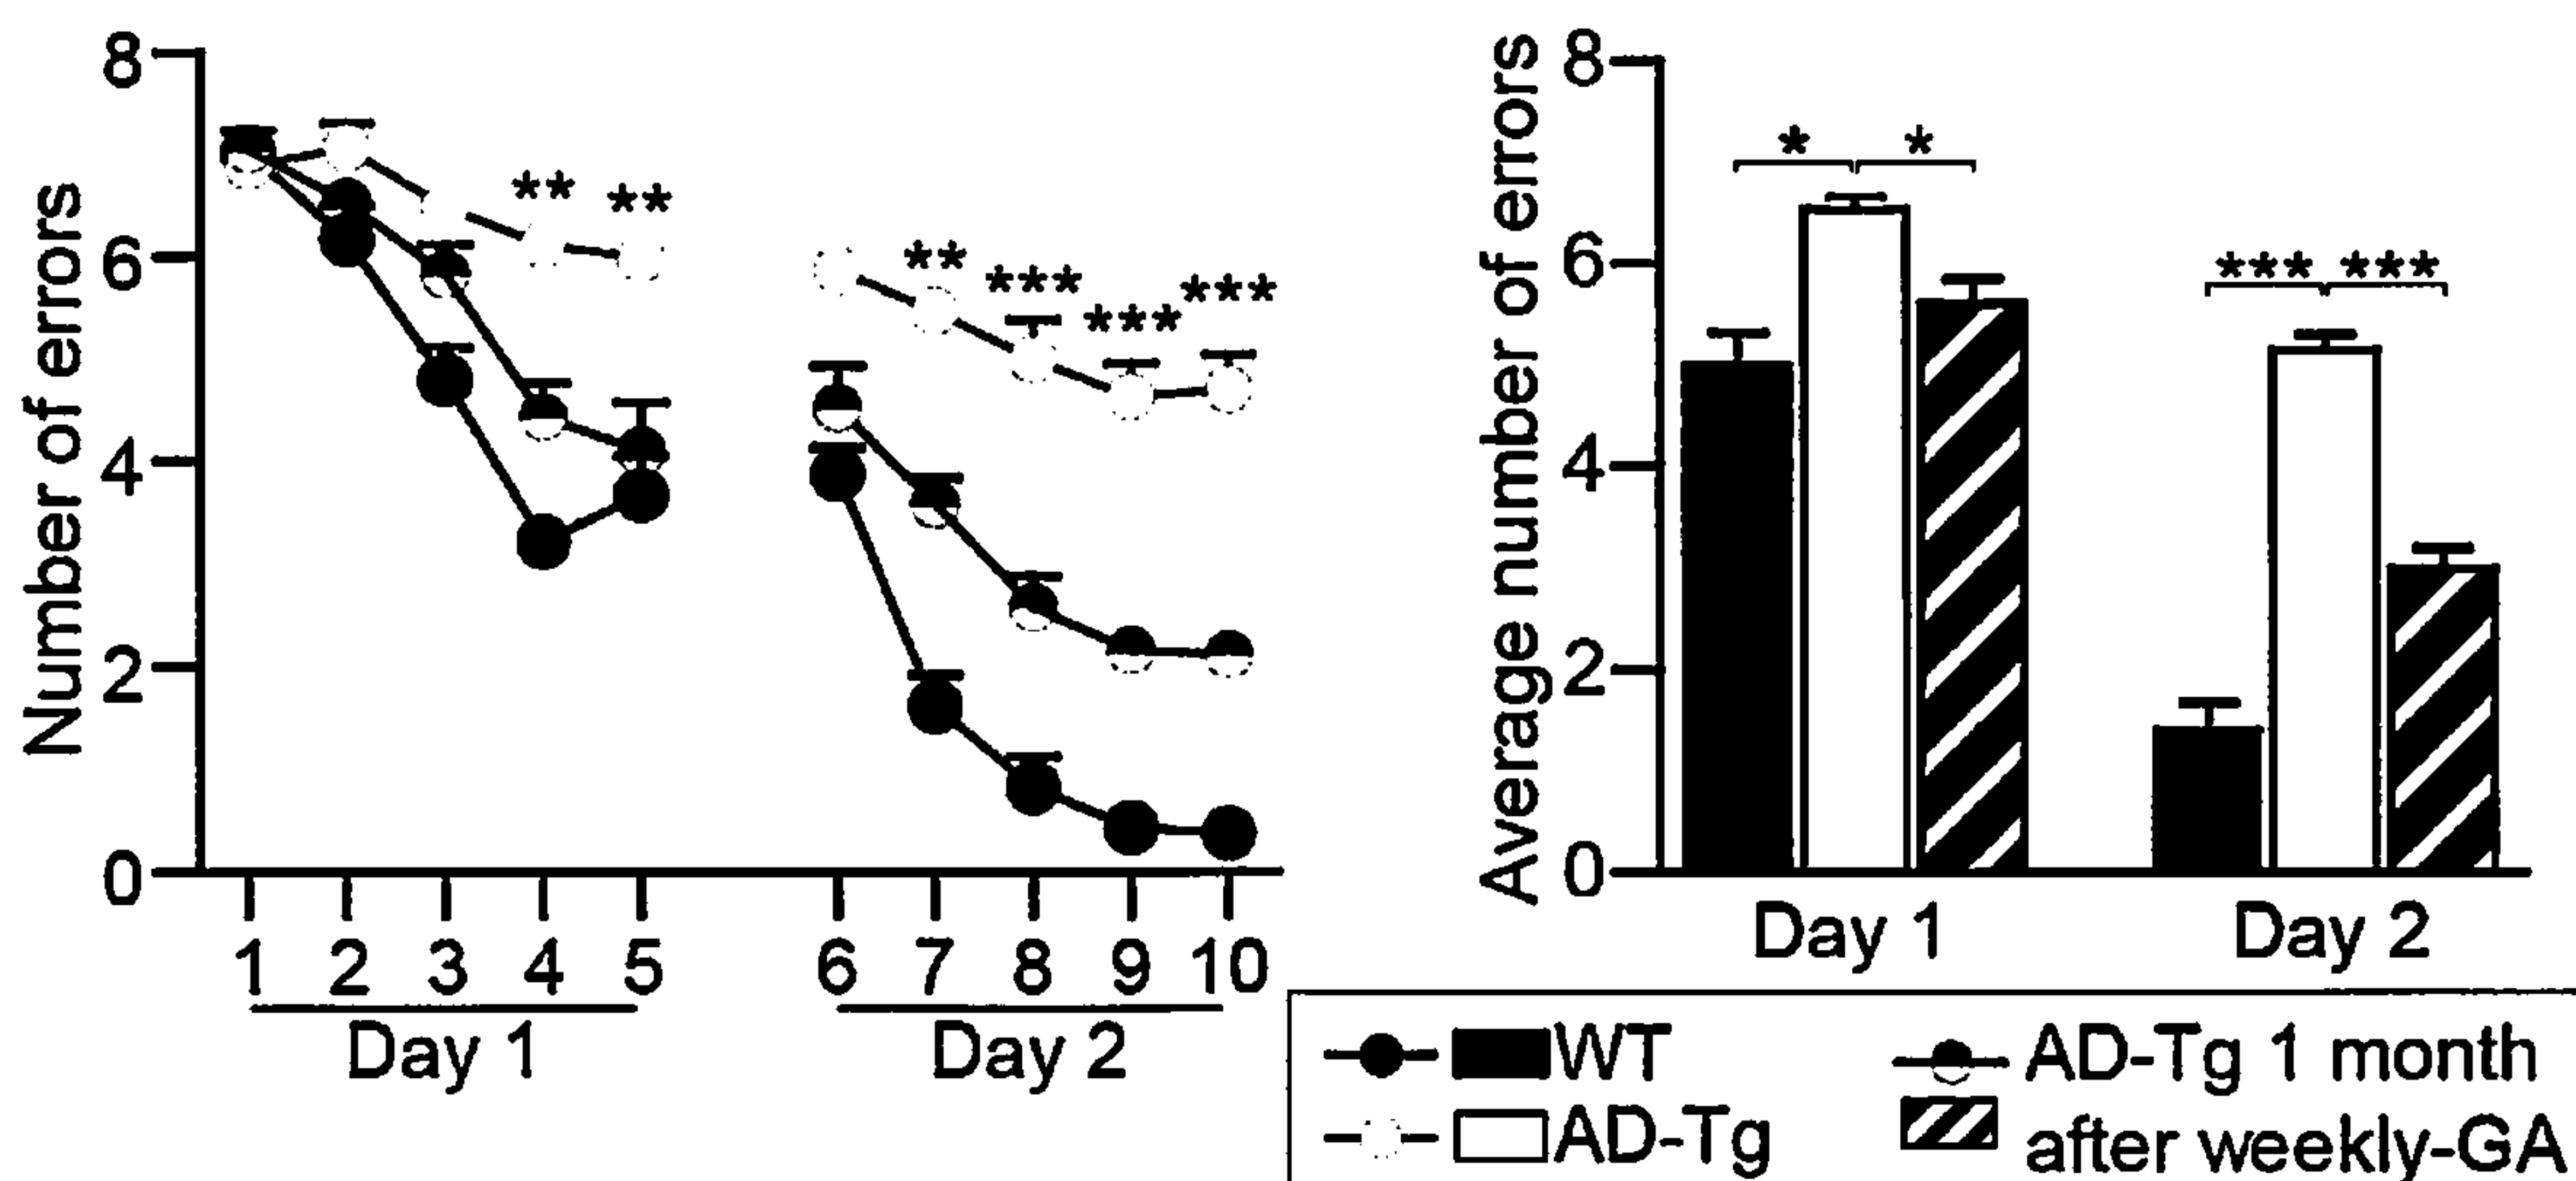 Number of errors
8
6
4
2
0
** **
** *** *** ***
1 2 3 4 5 6 7 8 9 10
Day 1 Day 2
Average number of errors
8
6
4
2
0
* *
*** ***
Day 1 Day 2
WT
AD-Tg
AD-Tg 1 month
after weekly-GA